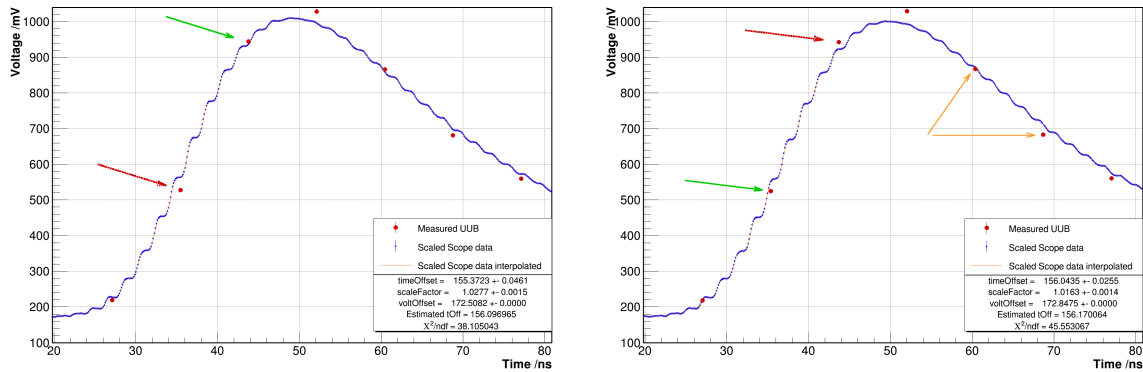 Voltage /mV
1000
900
800
700
600
500
400
300
200
100
20 30 40 50 60 70 80
Time /ns
Measured UUB
Scaled Scope data
Scaled Scope data interpolated
timeOffset = 155.3723 +- 0.0461
scaleFactor = 1.0277 +- 0.0015
voltOffset = 172.5082 +- 0.0000
Estimated tOff = 156.096965
Χ²/ndf = 38.105043
Voltage /mV
1000
900
800
700
600
500
400
300
200
100
20 30 40 50 60 70 80
Time /ns
Measured UUB
Scaled Scope data
Scaled Scope data interpolated
timeOffset = 156.0435 +- 0.0255
scaleFactor = 1.0163 +- 0.0014
voltOffset = 172.8475 +- 0.0000
Estimated tOff = 156.170064
Χ²/ndf = 45.553067